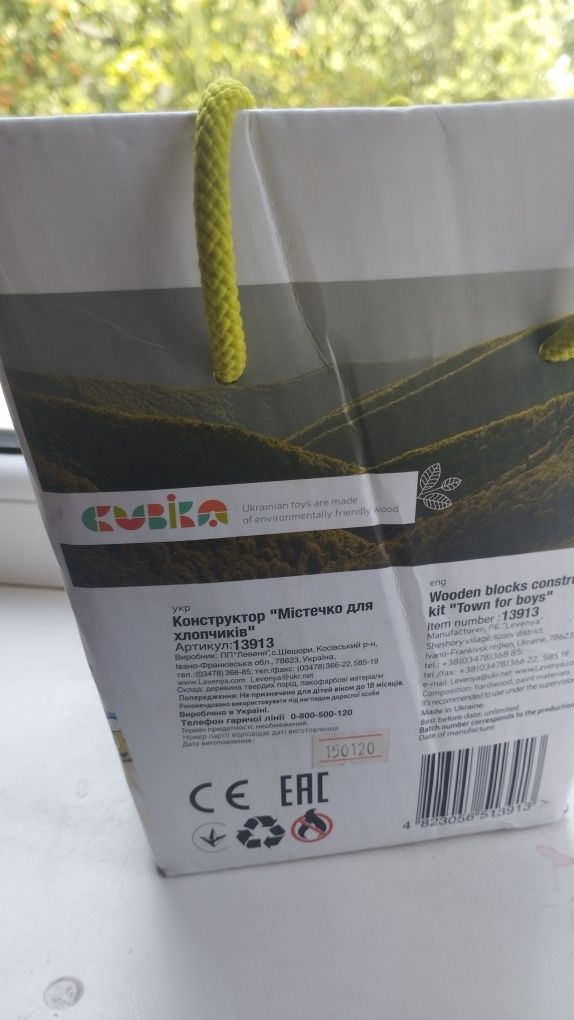 CUBIKA
Ukrainian toys are made
of environmentally friendly wood
укр
Конструктор "Містечко для
хлопчиків"
Артикул:13913
Виробник: ПП"Левеня", с.Шешори, Косівський р-н,
Івано-Франківська обл., 78623, Україна,
тел.:(03478)368-85; тел./факс: (03478)366-22, 585-19
www.Levenya.com Levenya@ukr.net
Склад: деревина твердих порід, лакофарбові матеріали
Попередження: Не призначено для дітей віком до 18 місяців.
Рекомендовано використовувати під наглядом дорослої особи
Вироблено в Україні.
Телефон гарячої лінії 0-800-500-120
Термін придатності: необмежений.
Номер партії відповідає даті виготовлення.
Дата виготовлення:
150120
CE EAC
eng
Wooden blocks constru
kit "Town for boys"
Item number :13913
Manufacturer: PE "Levenya"
Sheshory village, Kosiv district,
Ivano-Frankivsk region, Ukraine, 78623
tel.: +38(03478)368 85;
tel./fax: +38(03478)366 22, 585 19
e-mail: Levenya@ukr.net www.Levenya.c
Composition: hardwood, paint materials
It's recommended to use under the supervision
Made in Ukraine.
Best before date: unlimited.
Batch number corresponds to the production
Date of manufacture:
4 823056 513913 >